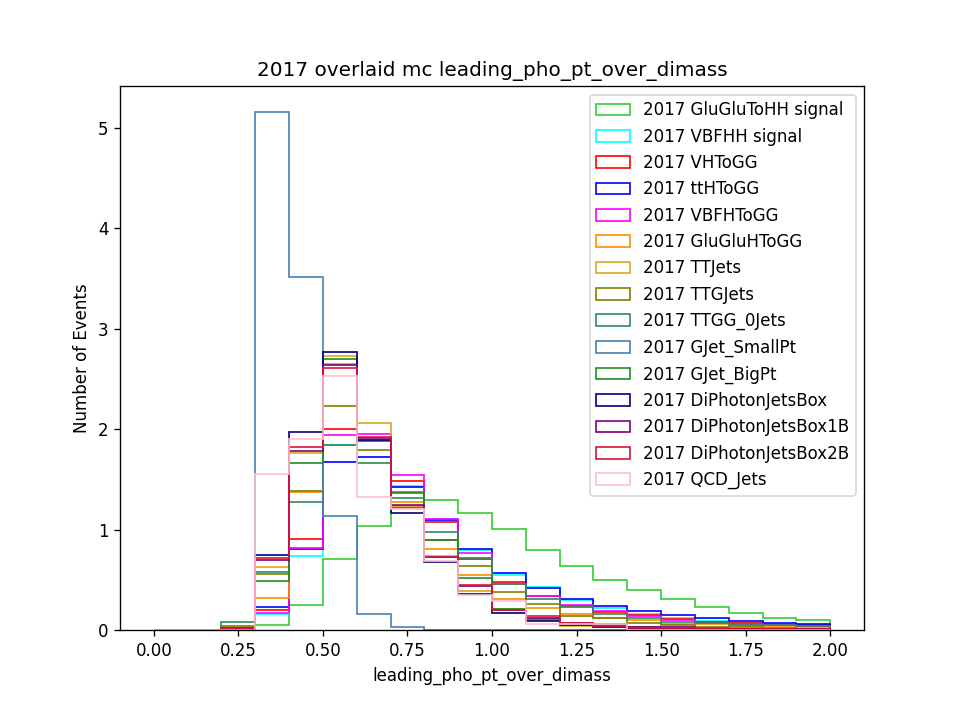 2017 overlaid mc leading_pho_pt_over_dimass
Number of Events
5
4
3
2
1
0
2017 GluGluToHH signal
2017 VBFHH signal
2017 VHToGG
2017 ttHToGG
2017 VBFHToGG
2017 GluGluHToGG
2017 TTJets
2017 TTGJets
2017 TTGG_0Jets
2017 GJet_SmallPt
2017 GJet_BigPt
2017 DiPhotonJetsBox
2017 DiPhotonJetsBox1B
2017 DiPhotonJetsBox2B
2017 QCD_Jets
0.00 0.25 0.50 0.75 1.00 1.25 1.50 1.75 2.00
leading_pho_pt_over_dimass